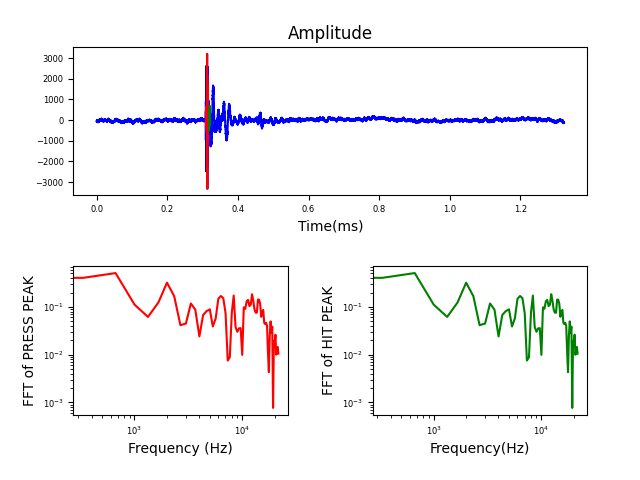 Amplitude
3000
2000
1000
0
−1000
−2000
−3000
0.0 0.2 0.4 0.6 0.8 1.0 1.2
Time(ms)
FFT of PRESS PEAK
10⁻¹
10⁻²
10⁻³
10³ 10⁴
Frequency (Hz)
FFT of HIT PEAK
10⁻¹
10⁻²
10⁻³
10³ 10⁴
Frequency(Hz)